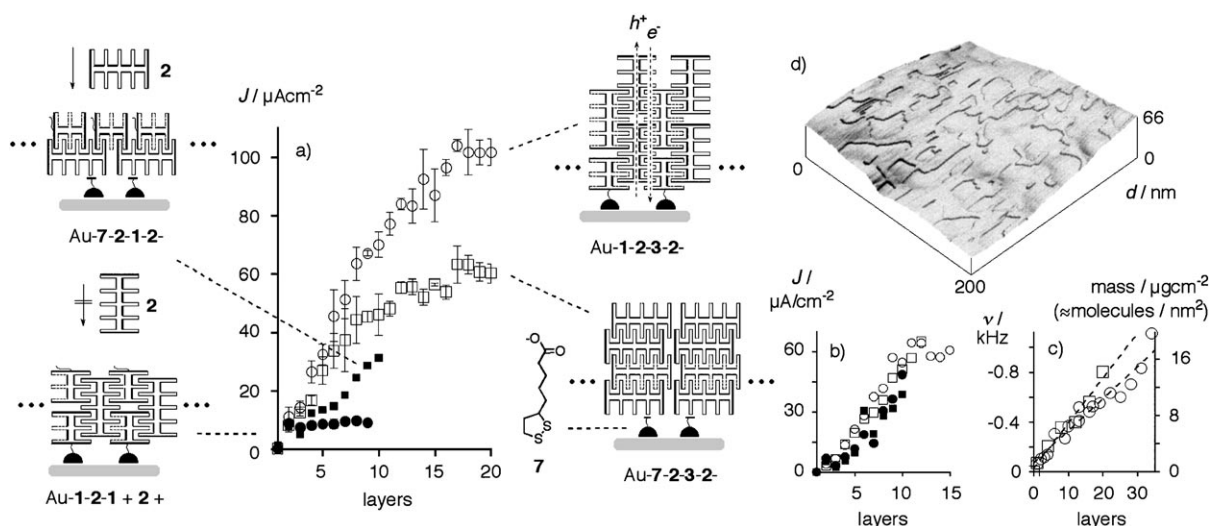 2
J / µAcm-2
a)
100
80
60
40
20
0
5
10
15
20
layers
Au-7-2-1-2-
2
Au-1-2-1 + 2 +
h+
e-
Au-1-2-3-2-
-O
O
S-S
7
Au-7-2-3-2-
d)
0
200
66
0
d / nm
J /
µA/cm-2
b)
60
30
0
1
5
10
15
layers
ν /
kHz
mass / µgcm-2
(≈molecules / nm2)
c)
-0.8
-0.4
-0
16
8
0
0
10
20
30
layers